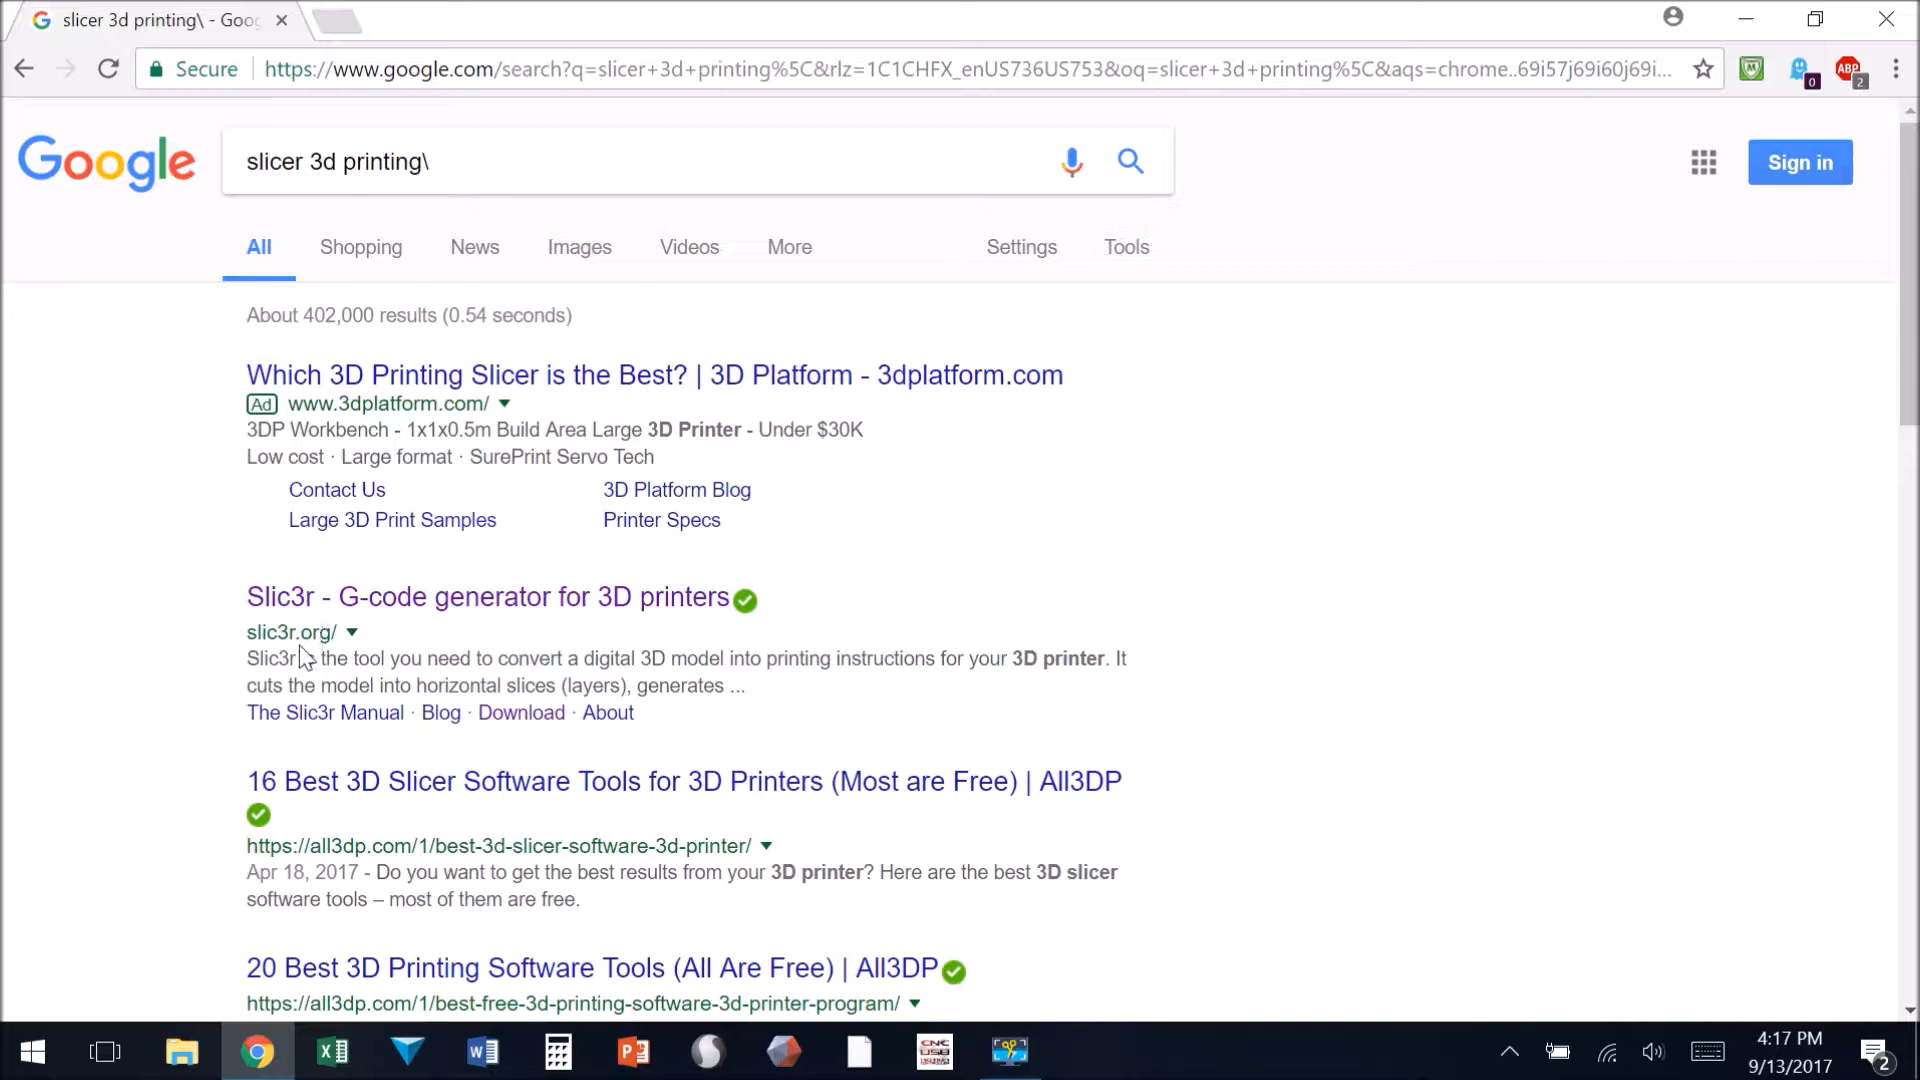 slicer 3d printing\ - Goo
Secure
https://www.google.com/search?q=slicer+3d+printing%5C&rlz=1C1CHFX_enUS736US753&oq=slicer+3d+printing%5C&aqs=chrome..69i57j69i60j69i...
0
ABP
2
Google
slicer 3d printing\
Sign in
All Shopping News Images Videos More Settings Tools
About 402,000 results (0.54 seconds)
Which 3D Printing Slicer is the Best? | 3D Platform - 3dplatform.com
Ad www.3dplatform.com/
3DP Workbench - 1x1x0.5m Build Area Large 3D Printer - Under $30K
Low cost · Large format · SurePrint Servo Tech
Contact Us 3D Platform Blog
Large 3D Print Samples Printer Specs
Slic3r - G-code generator for 3D printers
slic3r.org/
Slic3r the tool you need to convert a digital 3D model into printing instructions for your 3D printer. It
cuts the model into horizontal slices (layers), generates ...
The Slic3r Manual · Blog · Download · About
16 Best 3D Slicer Software Tools for 3D Printers (Most are Free) | All3DP
https://all3dp.com/1/best-3d-slicer-software-3d-printer/
Apr 18, 2017 - Do you want to get the best results from your 3D printer? Here are the best 3D slicer
software tools – most of them are free.
20 Best 3D Printing Software Tools (All Are Free) | All3DP
https://all3dp.com/1/best-free-3d-printing-software-3d-printer-program/
CNC
USB
4:17 PM
9/13/2017
2